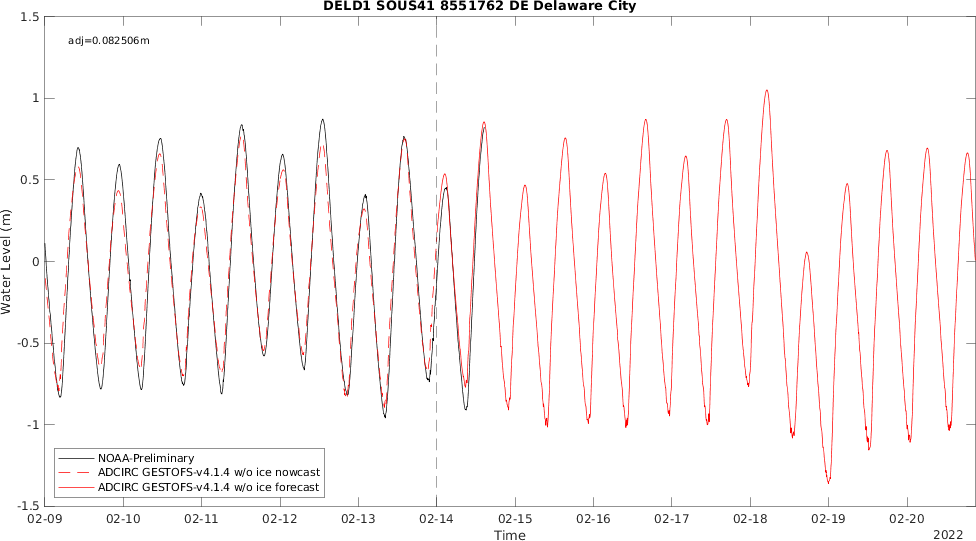 DELD1 SOUS41 8551762 DE Delaware City
adj=0.082506m
1.5
1
0.5
0
-0.5
-1
-1.5
Water Level (m)
NOAA-Preliminary
ADCIRC GESTOFS-v4.1.4 w/o ice nowcast
ADCIRC GESTOFS-v4.1.4 w/o ice forecast
02-09 02-10 02-11 02-12 02-13 02-14 02-15 02-16 02-17 02-18 02-19 02-20
Time
2022